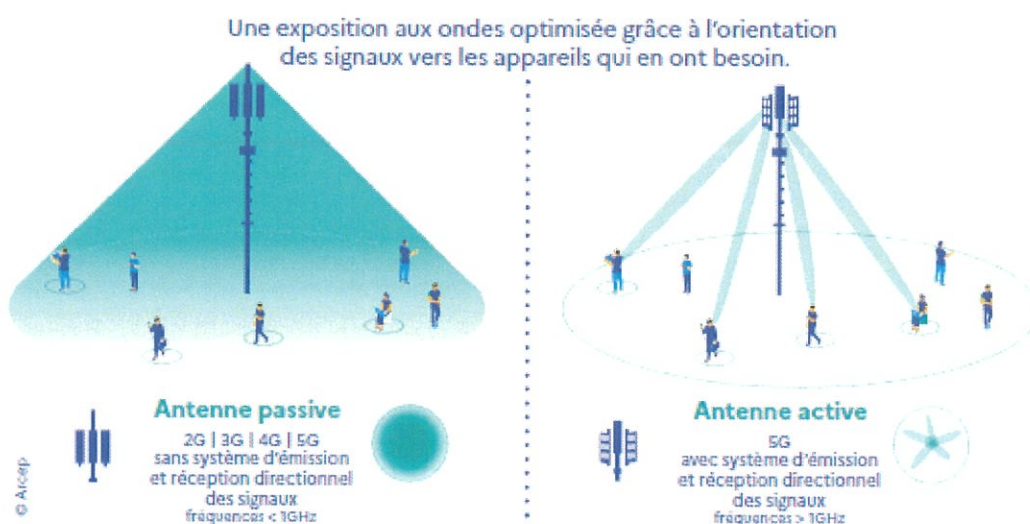 Une exposition aux ondes optimisée grâce à l'orientation
des signaux vers les appareils qui en ont besoin.
Antenne passive
2G | 3G | 4G | 5G
sans système d'émission
et réception directionnel
des signaux
fréquences < 1GHz
Antenne active
5G
avec système d'émission
et réception directionnel
des signaux
fréquences > 1GHz
© Arcep